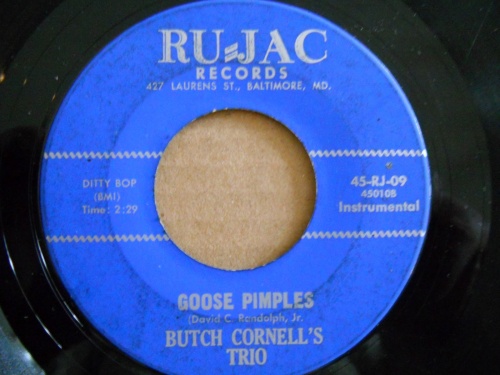 RU-JAC
RECORDS
427 LAURENS ST., BALTIMORE, MD.
DITTY BOP
(BMI)
Time: 2:29
45-RJ-09
45010B
Instrumental
GOOSE PIMPLES
(David C. Randolph, Jr.
BUTCH CORNELL'S
TRIO